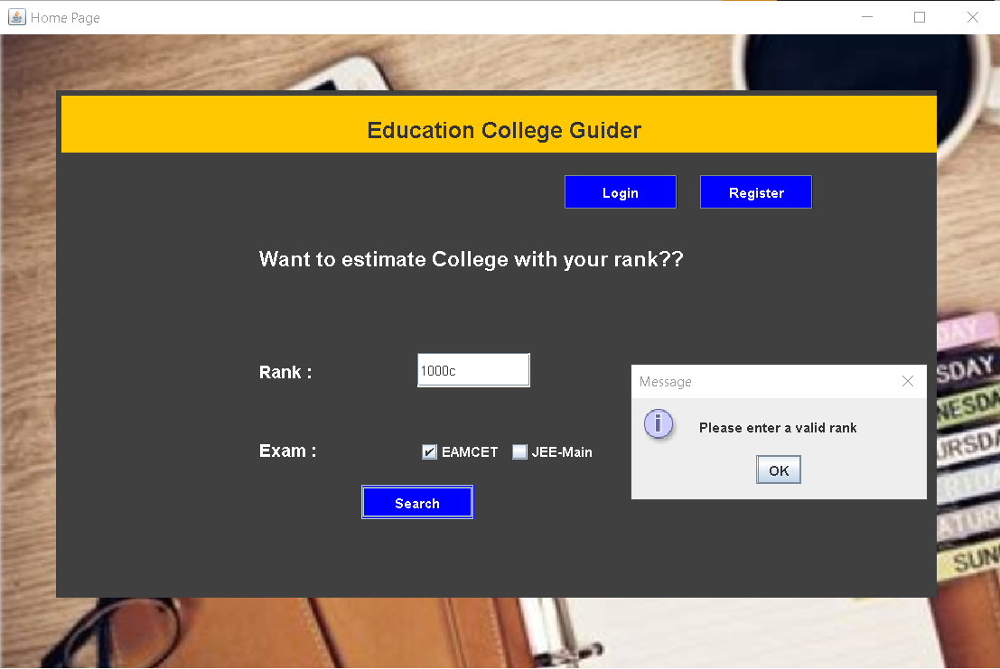 Home Page
Education College Guider
Login
Register
Want to estimate College with your rank??
Rank :
1000c
Exam :
EAMCET
JEE-Main
Search
Message
Please enter a valid rank
OK
DAY
SDAY
NESDA
URSDA
SUN